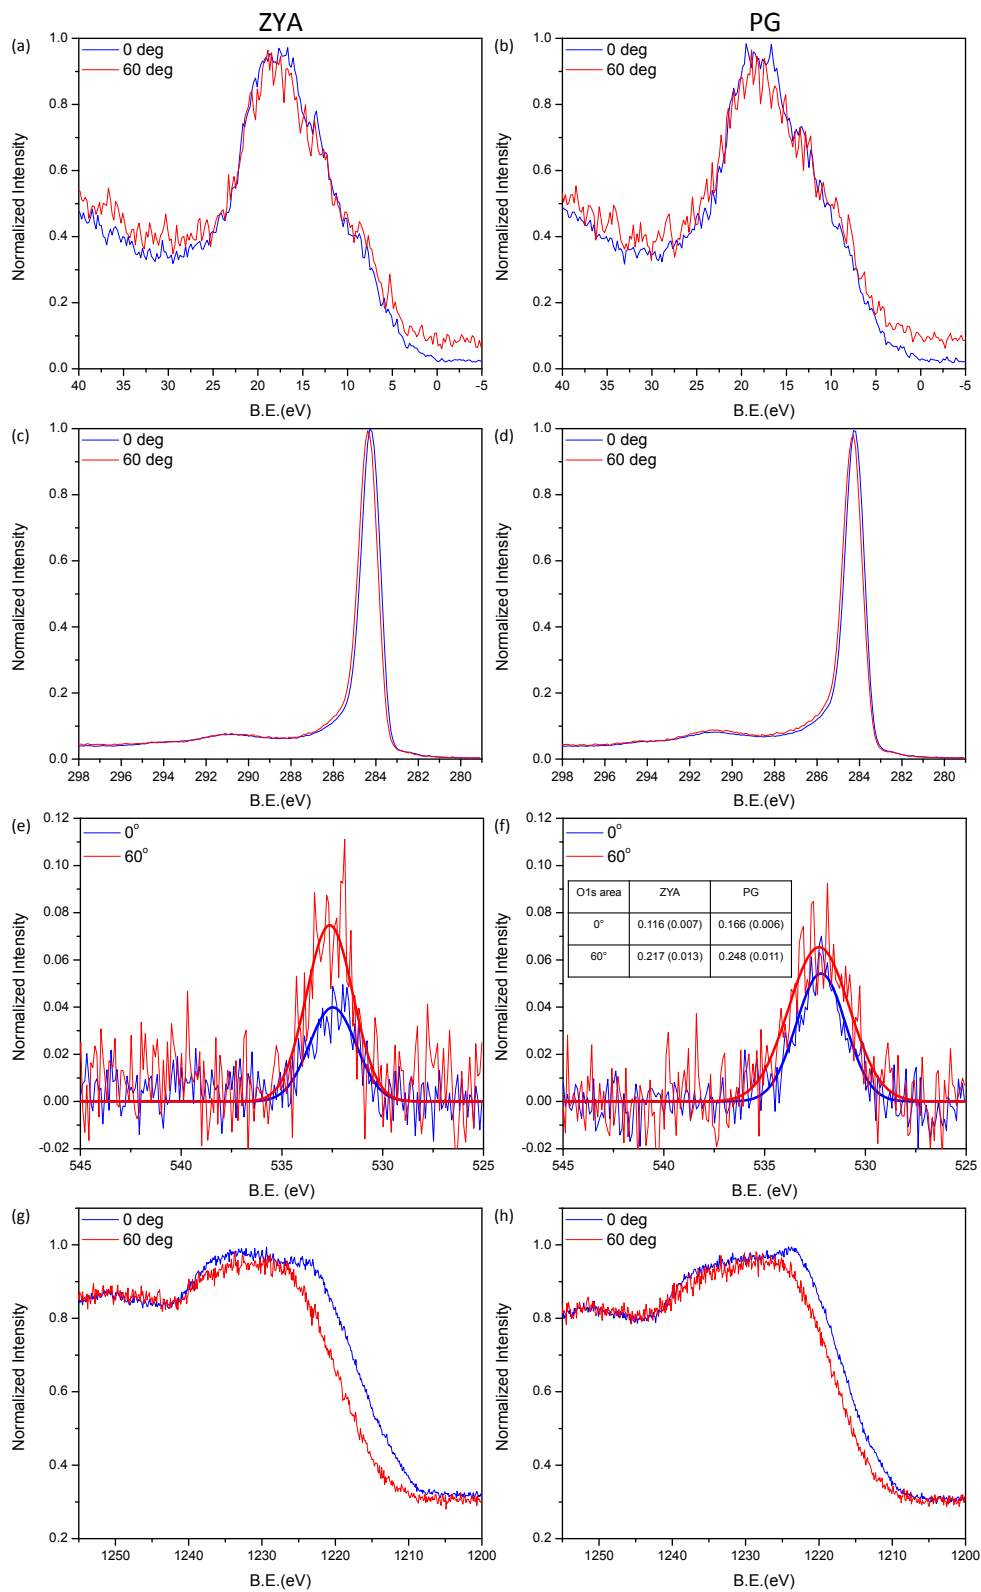 ZYA PG
(a) 0 deg 60 deg
1.0
0.8
0.6
0.4
0.2
0.0
Normalized Intensity
40 35 30 25 20 15 10 5 0 -5
B.E.(eV)
(b) 0 deg 60 deg
1.0
0.8
0.6
0.4
0.2
0.0
Normalized Intensity
40 35 30 25 20 15 10 5 0 -5
B.E.(eV)
(c) 0 deg 60 deg
1.0
0.8
0.6
0.4
0.2
0.0
Normalized Intensity
298 296 294 292 290 288 286 284 282 280
B.E.(eV)
(d) 0 deg 60 deg
1.0
0.8
0.6
0.4
0.2
0.0
Normalized Intensity
298 296 294 292 290 288 286 284 282 280
B.E.(eV)
(e) 0° 60°
0.12
0.10
0.08
0.06
0.04
0.02
0.00
-0.02
Normalized Intensity
545 540 535 530 525
B.E. (eV)
(f) 0° 60°
O1s area ZYA PG
0° 0.116 (0.007) 0.166 (0.006)
60° 0.217 (0.013) 0.248 (0.011)
0.12
0.10
0.08
0.06
0.04
0.02
0.00
-0.02
Normalized Intensity
545 540 535 530 525
B.E. (eV)
(g) 0 deg 60 deg
1.0
0.8
0.6
0.4
0.2
Normalized Intensity
1250 1240 1230 1220 1210 1200
B.E.(eV)
(h) 0 deg 60 deg
1.0
0.8
0.6
0.4
0.2
Normalized Intensity
1250 1240 1230 1220 1210 1200
B.E.(eV)